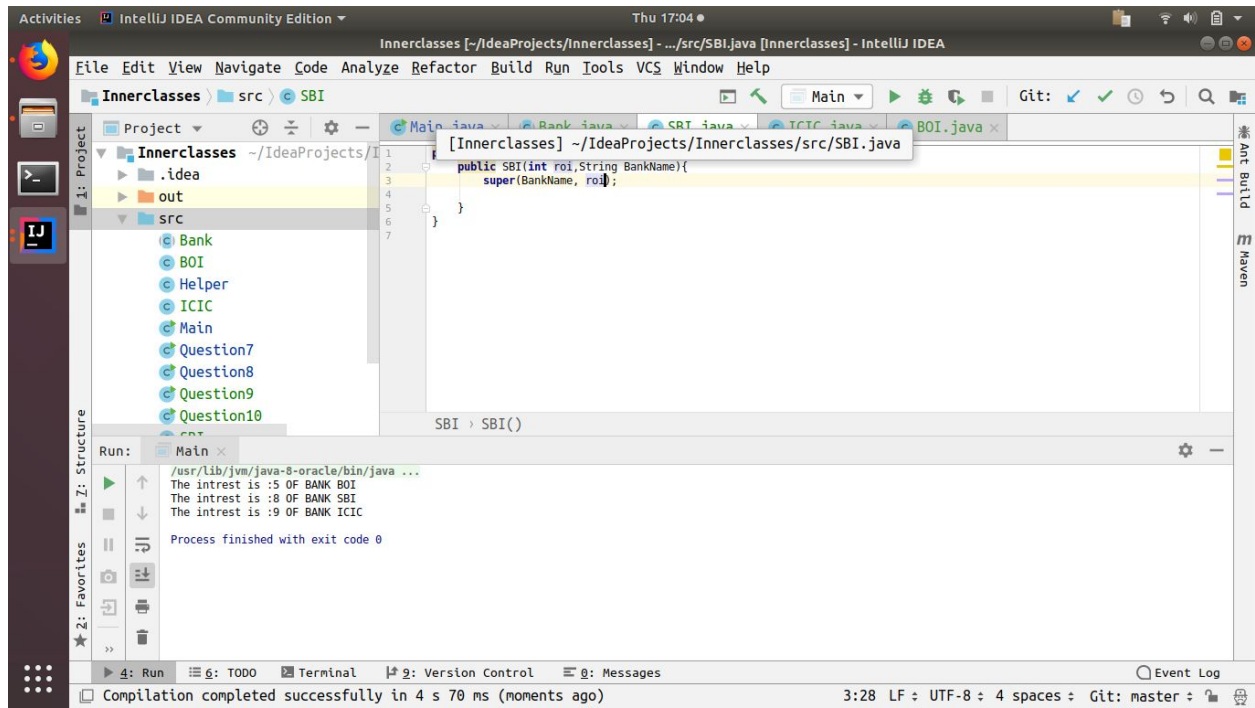 Activities IntelliJ IDEA Community Edition Thu 17:04
Innerclasses [~/IdeaProjects/Innerclasses] - .../src/SBI.java [Innerclasses] - IntelliJ IDEA
File Edit View Navigate Code Analyze Refactor Build Run Tools VCS Window Help
Innerclasses src SBI Main Git:
Project Main.java Bank.java SBI.java ICIC.java BOI.java
[Innerclasses] ~/IdeaProjects/Innerclasses/src/SBI.java
Innerclasses ~/IdeaProjects/I
.idea
out
src
Bank
BOI
Helper
ICIC
Main
Question7
Question8
Question9
Question10
SBI
1
2 public SBI(int roi,String BankName){
3 super(BankName, roi);
4
5 }
6 }
7
SBI › SBI()
1: Project
7: Structure
2: Favorites
Ant Build
m Maven
Run: Main
/usr/lib/jvm/java-8-oracle/bin/java ...
The intrest is :5 OF BANK BOI
The intrest is :8 OF BANK SBI
The intrest is :9 OF BANK ICIC
Process finished with exit code 0
>>
4: Run 6: TODO Terminal 9: Version Control 0: Messages Event Log
Compilation completed successfully in 4 s 70 ms (moments ago) 3:28 LF UTF-8 4 spaces Git: master